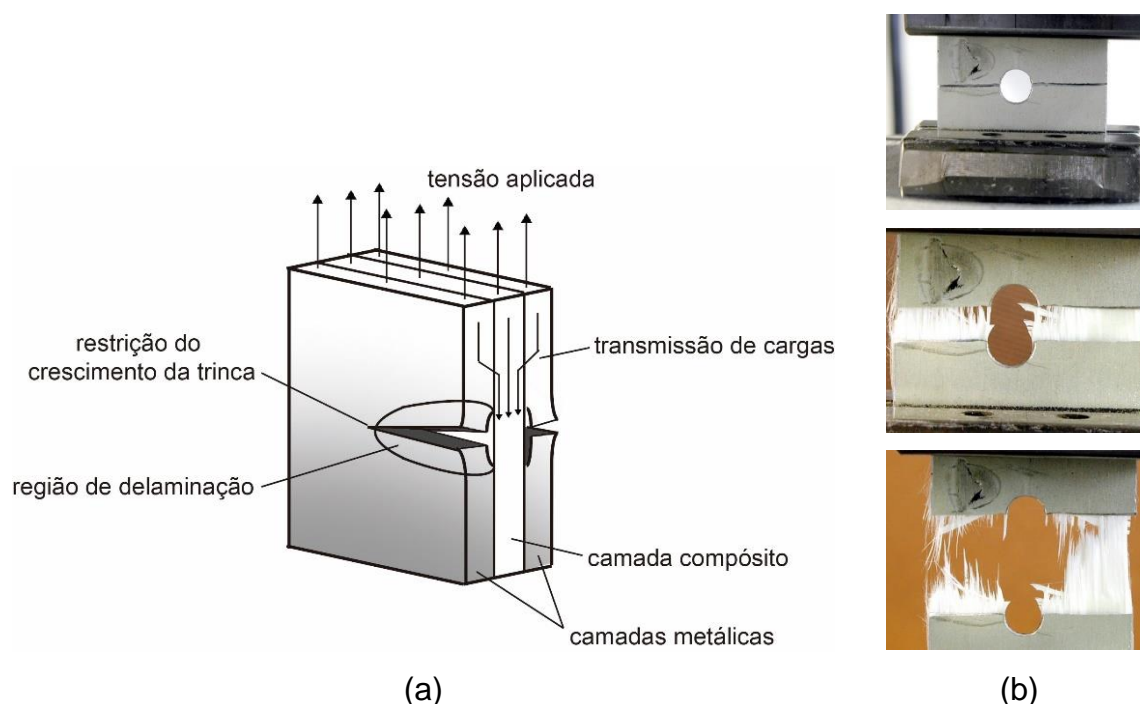 tensão aplicada
restrição do
crescimento da trinca
transmissão de cargas
região de delaminação
camada compósito
camadas metálicas
(a)
(b)